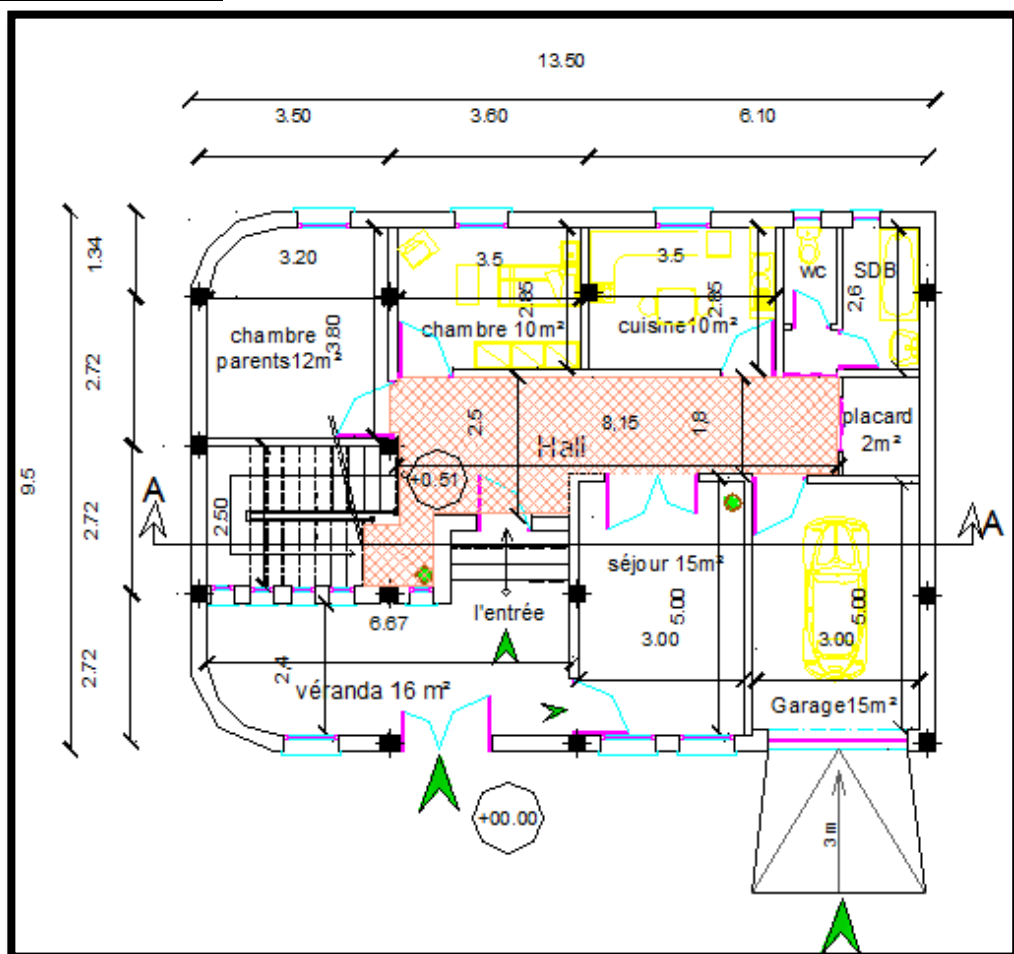 13.50
3.50 3.60 6.10
1.34
3.20
3.5
3.5
wc
SDB
2.85
2.85
2,6
chambre
parents12m²
3.80
chambre 10m²
cuisine10m²
2.72
2.5
8,15
1,8
Hall
placard
2m²
9.5
A
+0.51
A
2.50
2.72
séjour 15m²
l'entrée
5.00
5.00
6.67
3.00
3.00
2.72
2,4
véranda 16 m²
Garage15m²
+00.00
3m